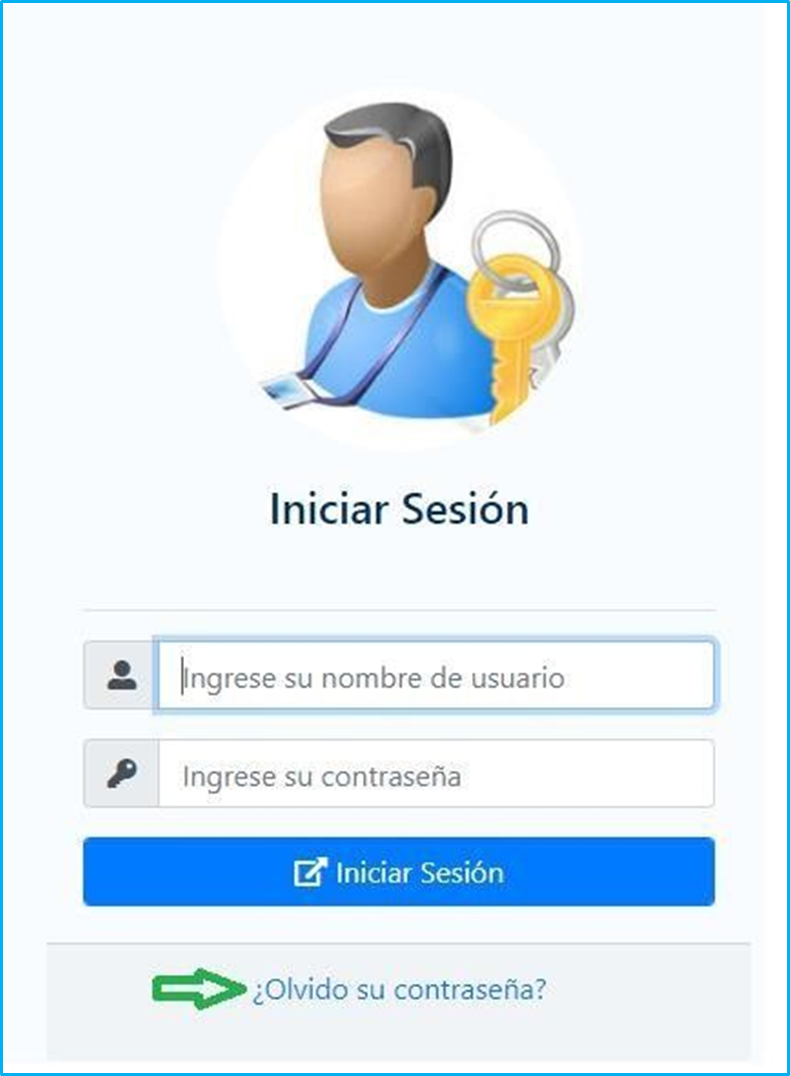 Iniciar Sesión
Ingrese su nombre de usuario
Ingrese su contraseña
Iniciar Sesión
¿Olvido su contraseña?